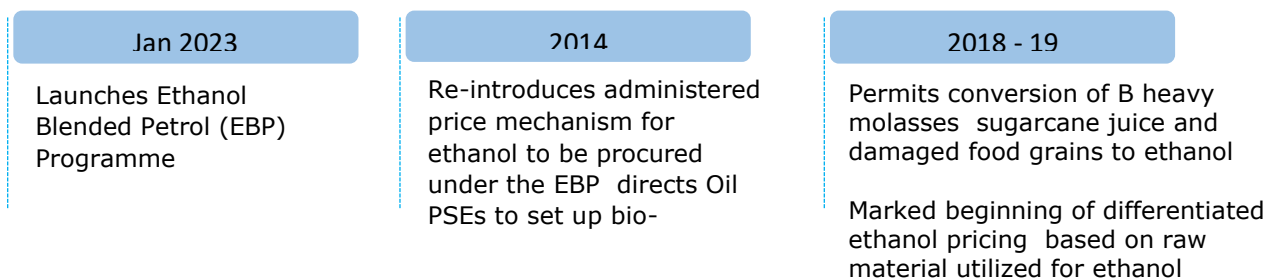 Jan 2023
Launches Ethanol
Blended Petrol (EBP)
Programme
2014
Re-introduces administered
price mechanism for
ethanol to be procured
under the EBP directs Oil
PSEs to set up bio-
2018 - 19
Permits conversion of B heavy
molasses sugarcane juice and
damaged food grains to ethanol
Marked beginning of differentiated
ethanol pricing based on raw
material utilized for ethanol